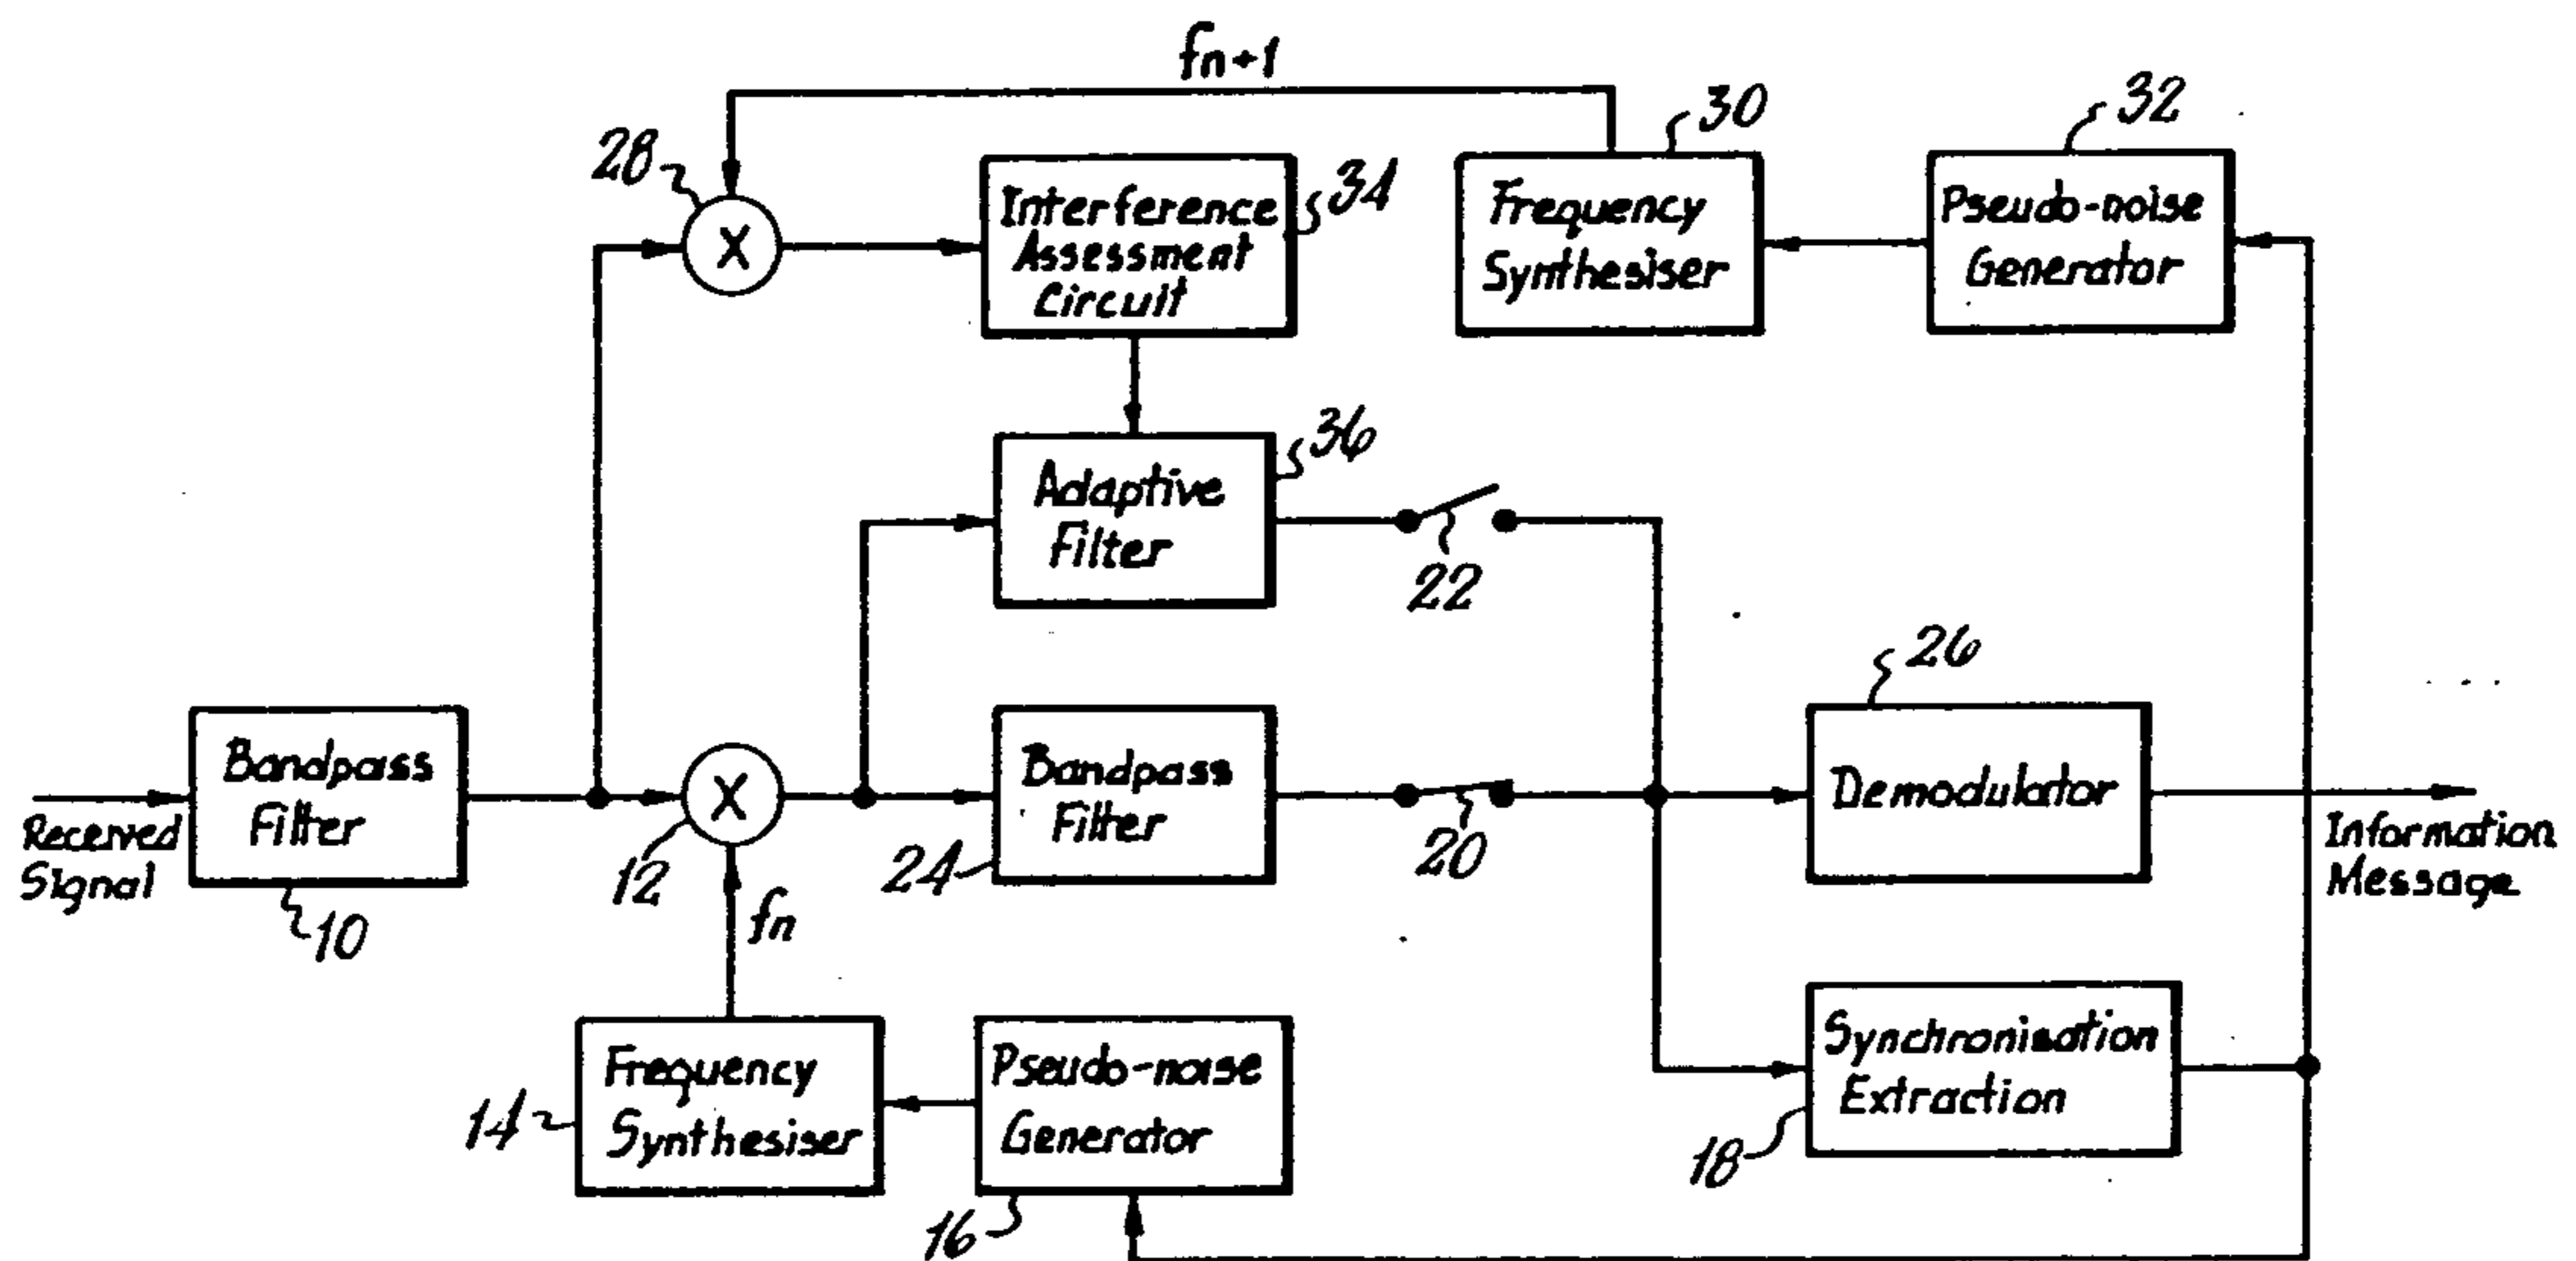 fn+1
30
32
28
Interference
Assessment
Circuit
34
Frequency
Synthesiser
Pseudo-noise
Generator
36
Adaptive
Filter
22
26
Bandpass
Filter
Received
Signal
10
X
X
12
fn
Bandpass
Filter
24
20
Demodulator
Information
Message
Frequency
Synthesiser
14
Pseudo-noise
Generator
16
Synchronisation
Extraction
18